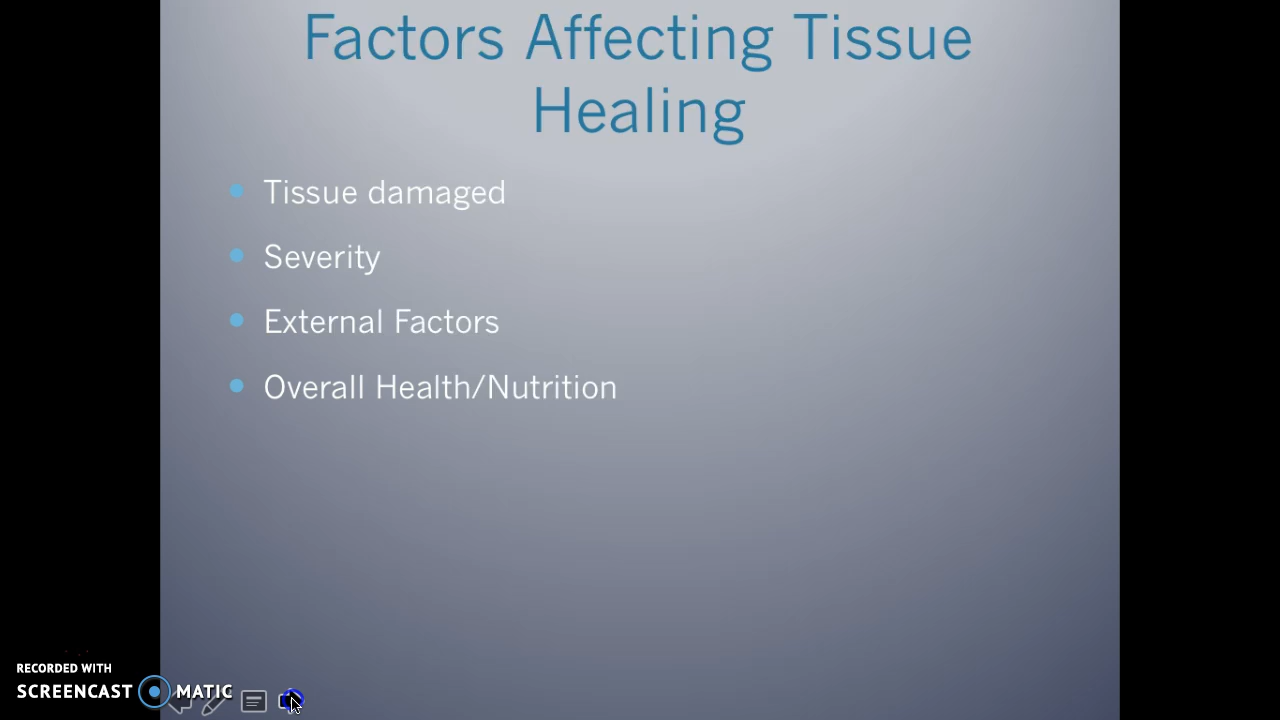 Factors Affecting Tissue
Healing
Tissue damaged
Severity
External Factors
Overall Health/Nutrition
RECORDED WITH
SCREENCAST MATIC